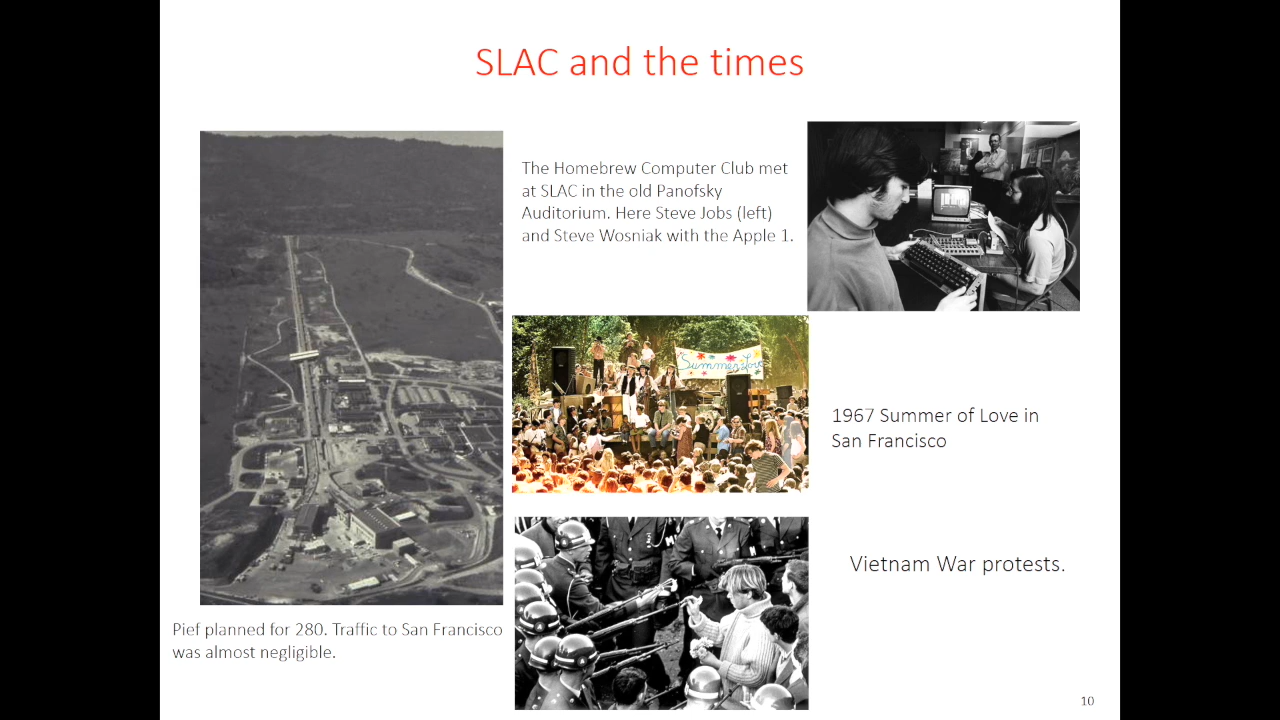 SLAC and the times
The Homebrew Computer Club met
at SLAC in the old Panofsky
Auditorium. Here Steve Jobs (left)
and Steve Wosniak with the Apple 1.
Summer Love
1967 Summer of Love in
San Francisco
Vietnam War protests.
Pief planned for 280. Traffic to San Francisco
was almost negligible.
10